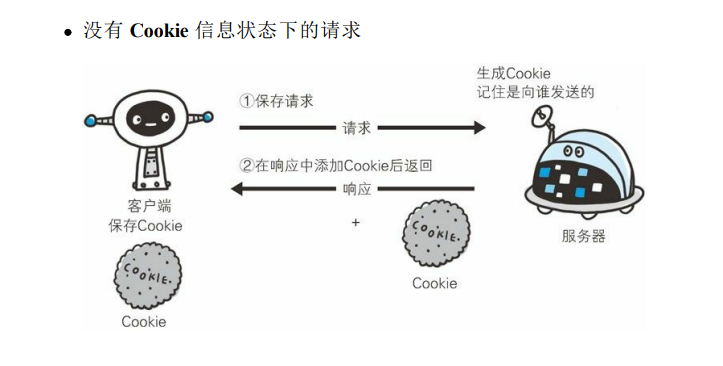 ● 没有 Cookie 信息状态下的请求
生成Cookie
记住是向谁发送的
①保存请求
请求
②在响应中添加Cookie后返回
响应
客户端
保存Cookie
+
COOKIE.
服务器
COOKIE.
Cookie
Cookie